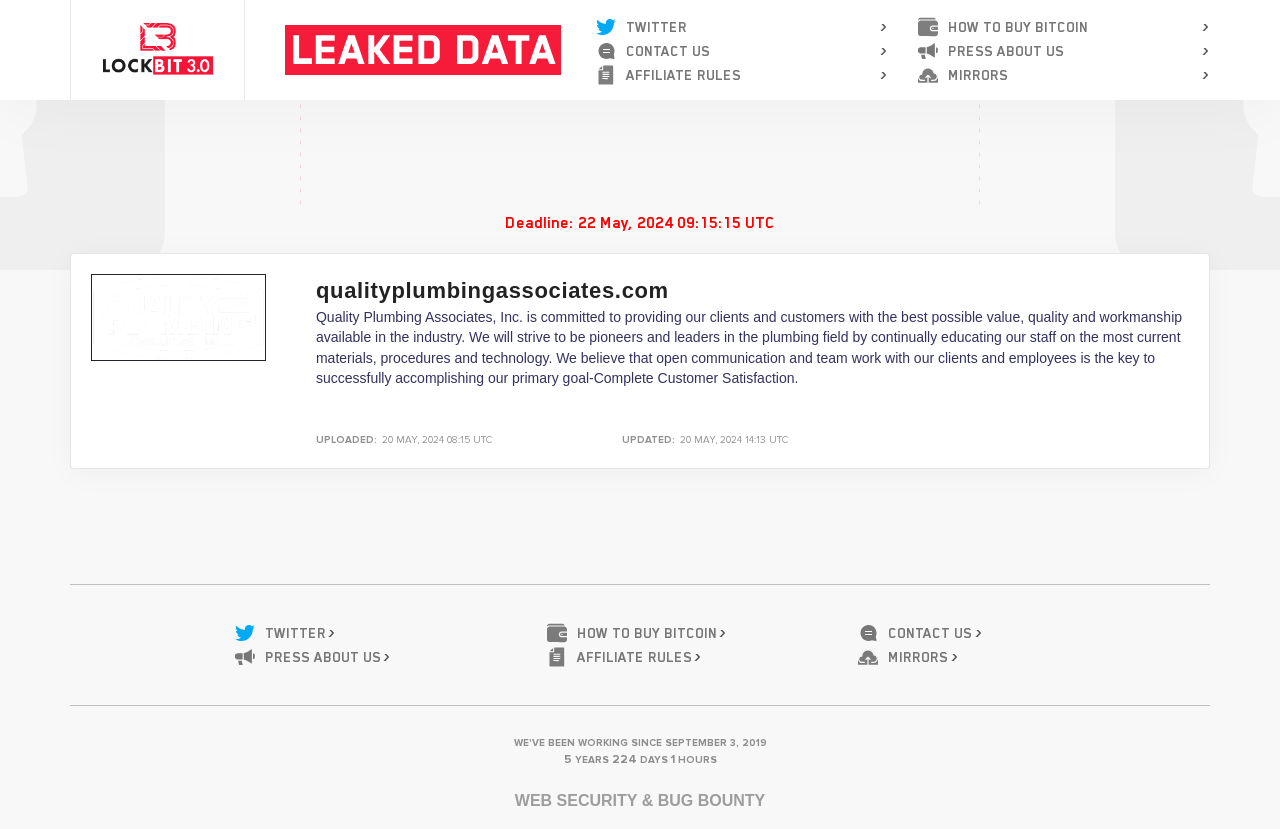 LOCKBIT 3.0
LEAKED DATA
TWITTER
CONTACT US
AFFILIATE RULES
HOW TO BUY BITCOIN
PRESS ABOUT US
MIRRORS
Deadline: 22 May, 2024 09:15:15 UTC
qualityplumbingassociates.com
Quality Plumbing Associates, Inc. is committed to providing our clients and customers with the best possible value, quality and workmanship
available in the industry. We will strive to be pioneers and leaders in the plumbing field by continually educating our staff on the most current
materials, procedures and technology. We believe that open communication and team work with our clients and employees is the key to
successfully accomplishing our primary goal-Complete Customer Satisfaction.
UPLOADED: 20 MAY, 2024 08:15 UTC
UPDATED: 20 MAY, 2024 14:13 UTC
TWITTER
HOW TO BUY BITCOIN
CONTACT US
PRESS ABOUT US
AFFILIATE RULES
MIRRORS
WE'VE BEEN WORKING SINCE SEPTEMBER 3, 2019
5 YEARS 224 DAYS 1 HOURS
WEB SECURITY & BUG BOUNTY